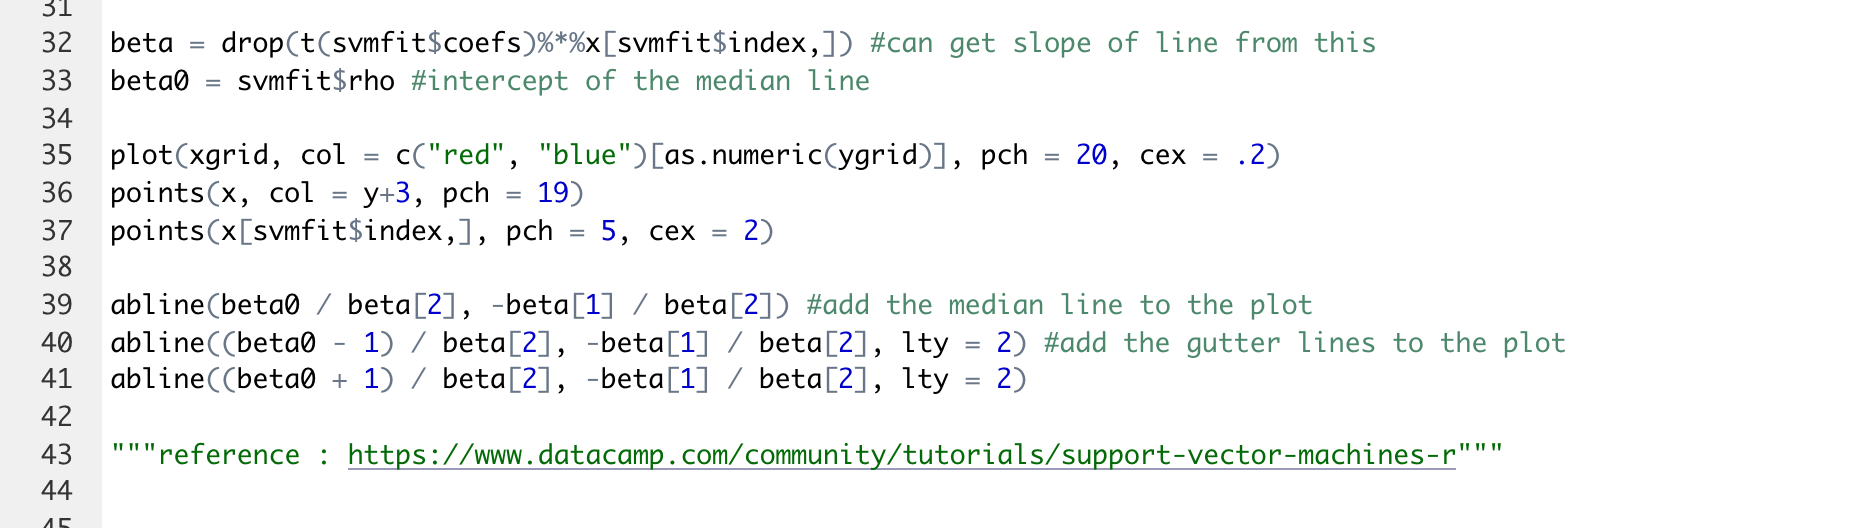 31
32 beta = drop(t(svmfit$coefs)%*%x[svmfit$index,]) #can get slope of line from this
33 beta0 = svmfit$rho #intercept of the median line
34
35 plot(xgrid, col = c("red", "blue")[as.numeric(ygrid)], pch = 20, cex = .2)
36 points(x, col = y+3, pch = 19)
37 points(x[svmfit$index,], pch = 5, cex = 2)
38
39 abline(beta0 / beta[2], -beta[1] / beta[2]) #add the median line to the plot
40 abline((beta0 - 1) / beta[2], -beta[1] / beta[2], lty = 2) #add the gutter lines to the plot
41 abline((beta0 + 1) / beta[2], -beta[1] / beta[2], lty = 2)
42
43 """reference : https://www.datacamp.com/community/tutorials/support-vector-machines-r"""
44
45